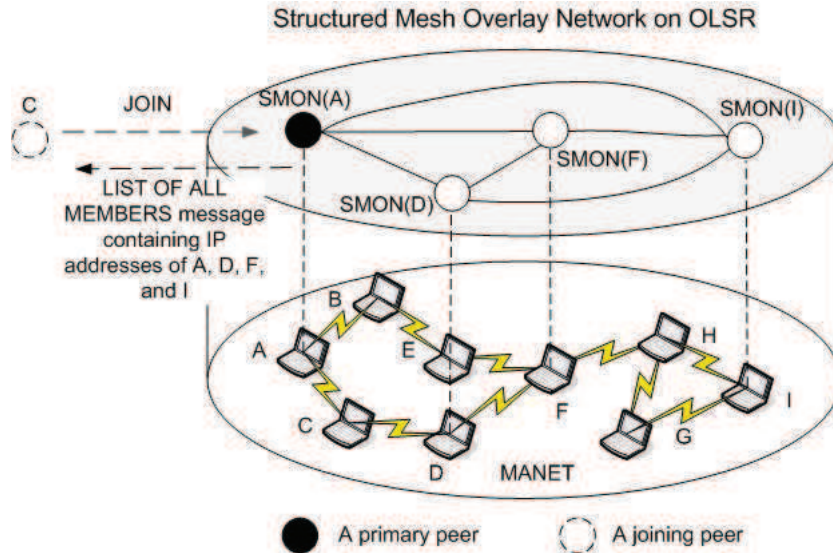 Structured Mesh Overlay Network on OLSR
C
JOIN
SMON(A)
SMON(I)
SMON(F)
SMON(D)
LIST OF ALL
MEMBERS message
containing IP
addresses of A, D, F,
and I
B
H
A
E
F
I
C
G
D
MANET
A primary peer
A joining peer